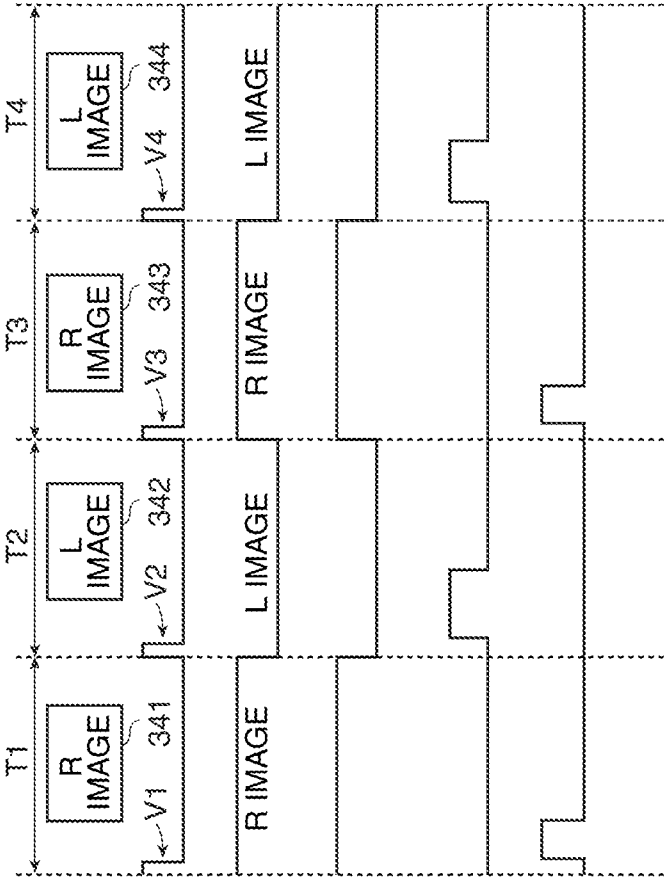 T1
T2
T3
T4
R
IMAGE
L
IMAGE
R
IMAGE
L
IMAGE
341
342
343
344
V1
V2
V3
V4
R IMAGE
L IMAGE
R IMAGE
L IMAGE